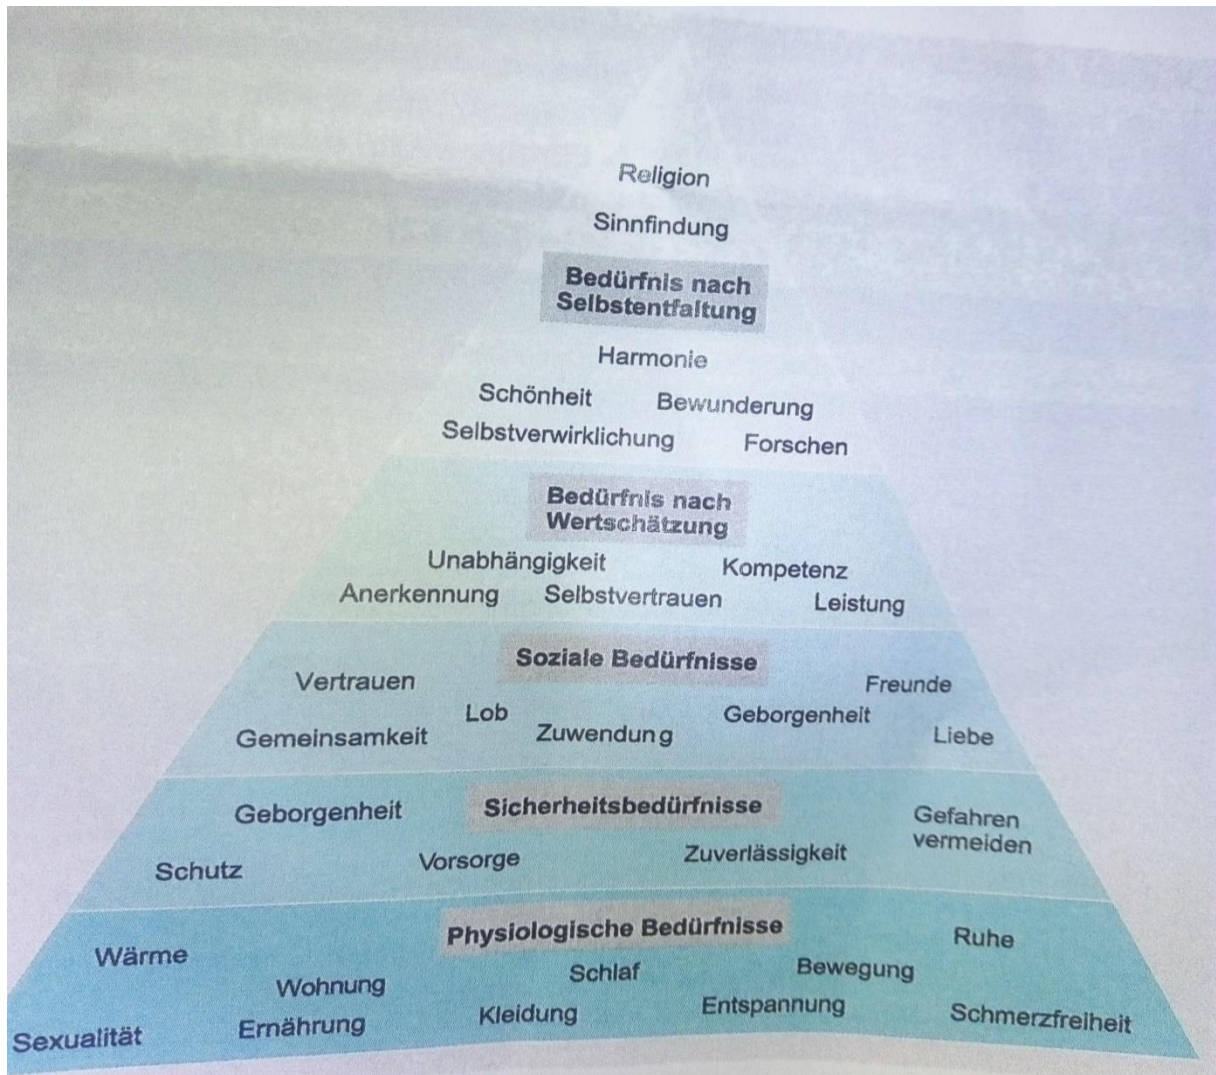 Religion
Sinnfindung
Bedürfnis nach
Selbstentfaltung
Harmonie
Schönheit Bewunderung
Selbstverwirklichung Forschen
Bedürfnis nach
Wertschätzung
Unabhängigkeit Kompetenz
Anerkennung Selbstvertrauen Leistung
Soziale Bedürfnisse
Vertrauen Freunde
Lob Geborgenheit
Gemeinsamkeit Zuwendung Liebe
Geborgenheit Sicherheitsbedürfnisse Gefahren
vermeiden
Schutz Vorsorge Zuverlässigkeit
Physiologische Bedürfnisse
Wärme Ruhe
Wohnung Schlaf Bewegung
Sexualität Ernährung Kleidung Entspannung Schmerzfreiheit